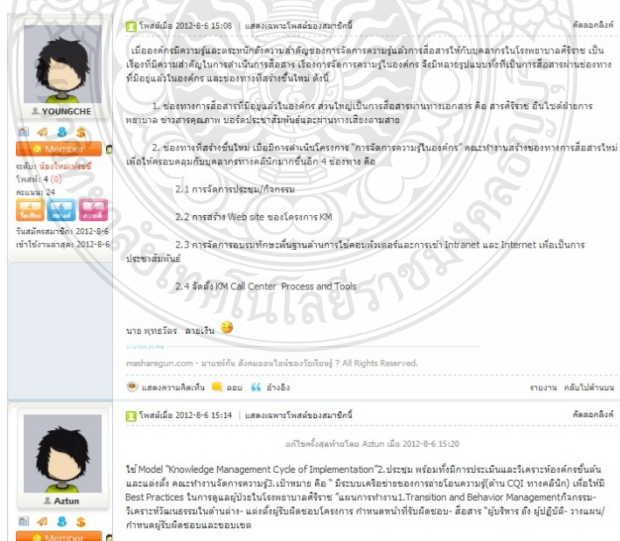 โพสต์เมื่อ 2012-8-6 15:08 | แสดงเฉพาะโพสต์ของสมาชิกนี้
คัดลอกลิงค์
เมื่อองค์กรมีความรู้และตระหนักถึงความสำคัญของการจัดการความรู้แล้วการสื่อสารให้กับบุคลากรในโรงพยาบาลศิริราช เป็น
เรื่องที่มีความสำคัญในการดำเนินการสื่อสาร เรื่องการจัดการความรู้ในองค์กร จึงมีหลายรูปแบบทั้งที่เป็นการสื่อสารผ่านช่องทาง
ที่มีอยู่แล้วในองค์กร และช่องทางที่สร้างขึ้นใหม่ ดังนี้
1. ช่องทางการสื่อสารที่มีอยู่แล้วในองค์กร ส่วนใหญ่เป็นการสื่อสารผ่านทางเอกสาร คือ สารศิริราช อินไซด์ฝ่ายการ
พยาบาล ข่าวสารคุณภาพ บอร์ดประชาสัมพันธ์และผ่านทางเสียงตามสาย
2. ช่องทางที่สร้างขึ้นใหม่ เมื่อมีการดำเนินโครงการ "การจัดการความรู้ในองค์กร" คณะทำงานสร้างช่องทางการสื่อสารใหม่
เพื่อให้ครอบคลุมกับบุคลากรทางคลินิกมากขึ้นอีก 4 ช่องทาง คือ
2.1 การจัดการประชุม/กิจกรรม
2.2 การสร้าง Web site ของโครงการ KM
2.3 การจัดการอบรมทักษะพื้นฐานด้านการใช้คอมพิวเตอร์และการเข้า Intranet และ Internet เพื่อเป็นการ
ประชาสัมพันธ์
2.4 จัดตั้ง KM Call Center Process and Tools
นาย พุทธวัตร ลายเงิน
masharegun.com - มาแชร์กัน สังคมออนไลน์ของวัยเรียนรู้ ? All Rights Reserved.
แสดงความคิดเห็น ตอบ อ้างอิง
รายงาน กลับไปด้านบน
YOUNGCHE
Member
ระดับ: น้องใหม่เฟรชชี่
โพสท์: 4 (0)
คะแนน: 24
4 6 6
วันสมัครสมาชิก 2012-8-6
เข้าใช้งานล่าสุด 2012-8-6
โพสต์เมื่อ 2012-8-6 15:14 | แสดงเฉพาะโพสต์ของสมาชิกนี้
คัดลอกลิงค์
แก้ไขครั้งสุดท้ายโดย Aztun เมื่อ 2012-8-6 15:20
ใช้ Model "Knowledge Management Cycle of Implementation"2.ประชุม พร้อมทั้งมีการประเมินและวิเคราะห์องค์กรขั้นต้น
และแต่งตั้ง คณะทำงานจัดการความรู้3.เป้าหมาย คือ " มีระบบเครือข่ายของการถ่ายโอนความรู้(ด้าน CQI ทางคลินิก) เพื่อให้มี
Best Practices ในการดูแลผู้ป่วยในโรงพยาบาลศิริราช "แผนการทำงาน1.Transition and Behavior Managementกิจกรรม-
วิเคราะห์วัฒนธรรมในด้านต่างๆ- แต่งตั้งผู้รับผิดชอบโครงการ กำหนดหน้าที่รับผิดชอบ- สื่อสาร "ผู้บริหาร ถึง ผู้ปฏิบัติ- วางแผน/
กำหนดผู้รับผิดชอบและขอบเขต
Aztun
Member